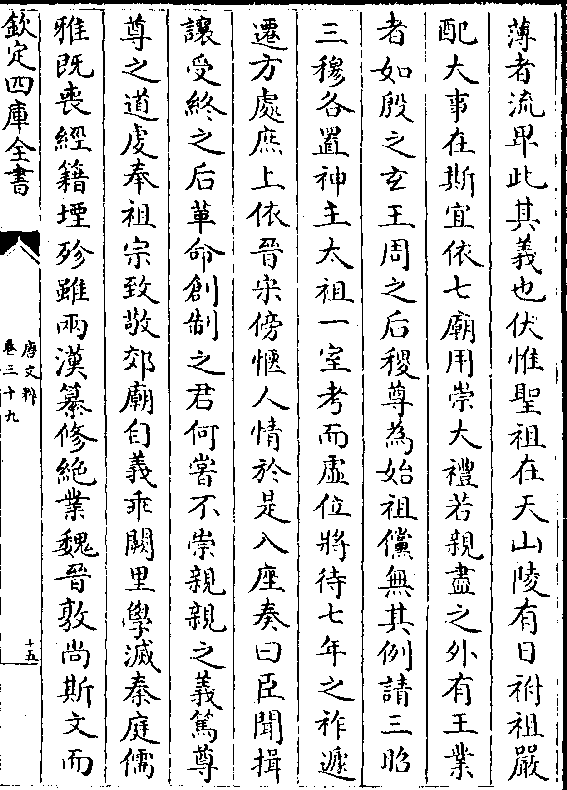 薄者流卑此其義也伏惟聖祖在天山陵有日祔祖嚴
配大事在斯宜依七廟用崇大禮若親盡之外有王業
者如殷之玄王周之后稷尊為始祖儻無其例請三昭
三穆各置神主太祖一室考而虛位將待七年之祚遞
遷方處庶上依晉宋傍愜人情於是入座奏曰臣聞揖
讓受終之后革命創制之君何嘗不崇親親之義篤尊
尊之道虔奉祖宗致敬郊廟自義乖闕里學滅秦庭儒
雅既喪經籍堙殄雖兩漢纂修絶業魏晉敦尚斯文而
欽定四庫全書
唐文粹
卷三十九
十五